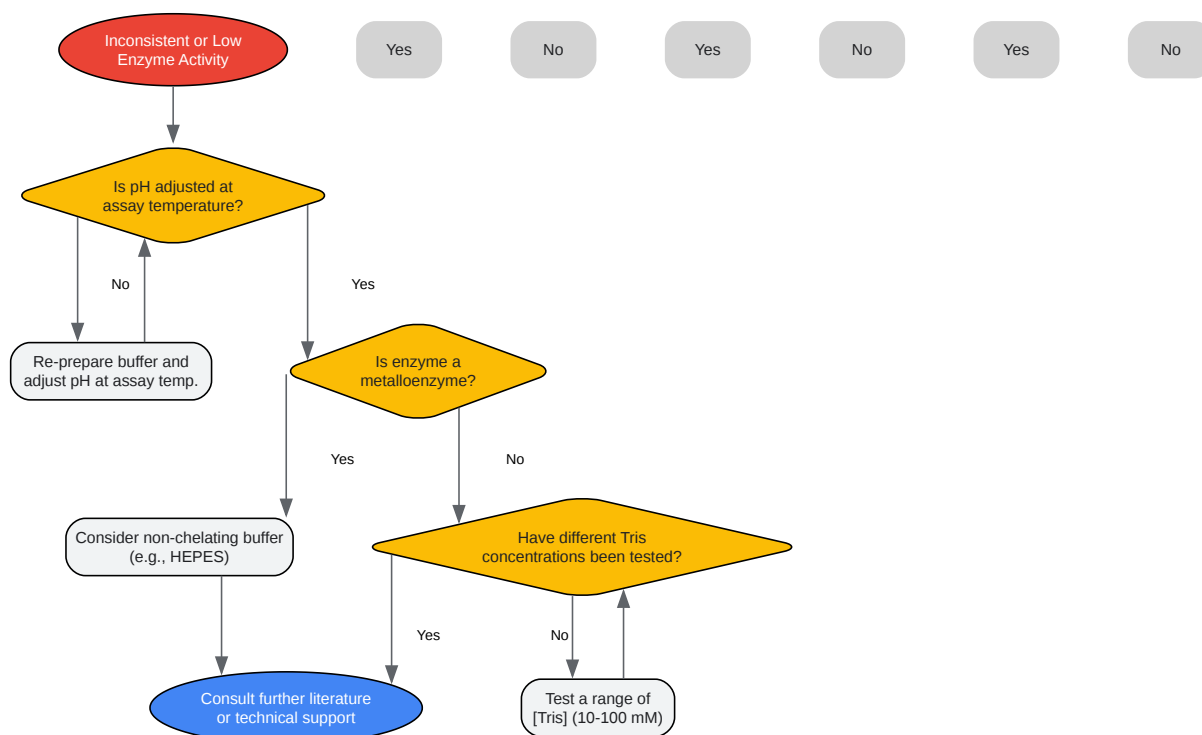 Inconsistent or Low
Enzyme Activity
Yes
No
Yes
No
Yes
No
Is pH adjusted at
assay temperature?
No
Yes
Re-prepare buffer and
adjust pH at assay temp.
Is enzyme a
metalloenzyme?
Yes
No
Consider non-chelating buffer
(e.g., HEPES)
Have different Tris
concentrations been tested?
Yes
No
Consult further literature
or technical support
Test a range of
[Tris] (10-100 mM)